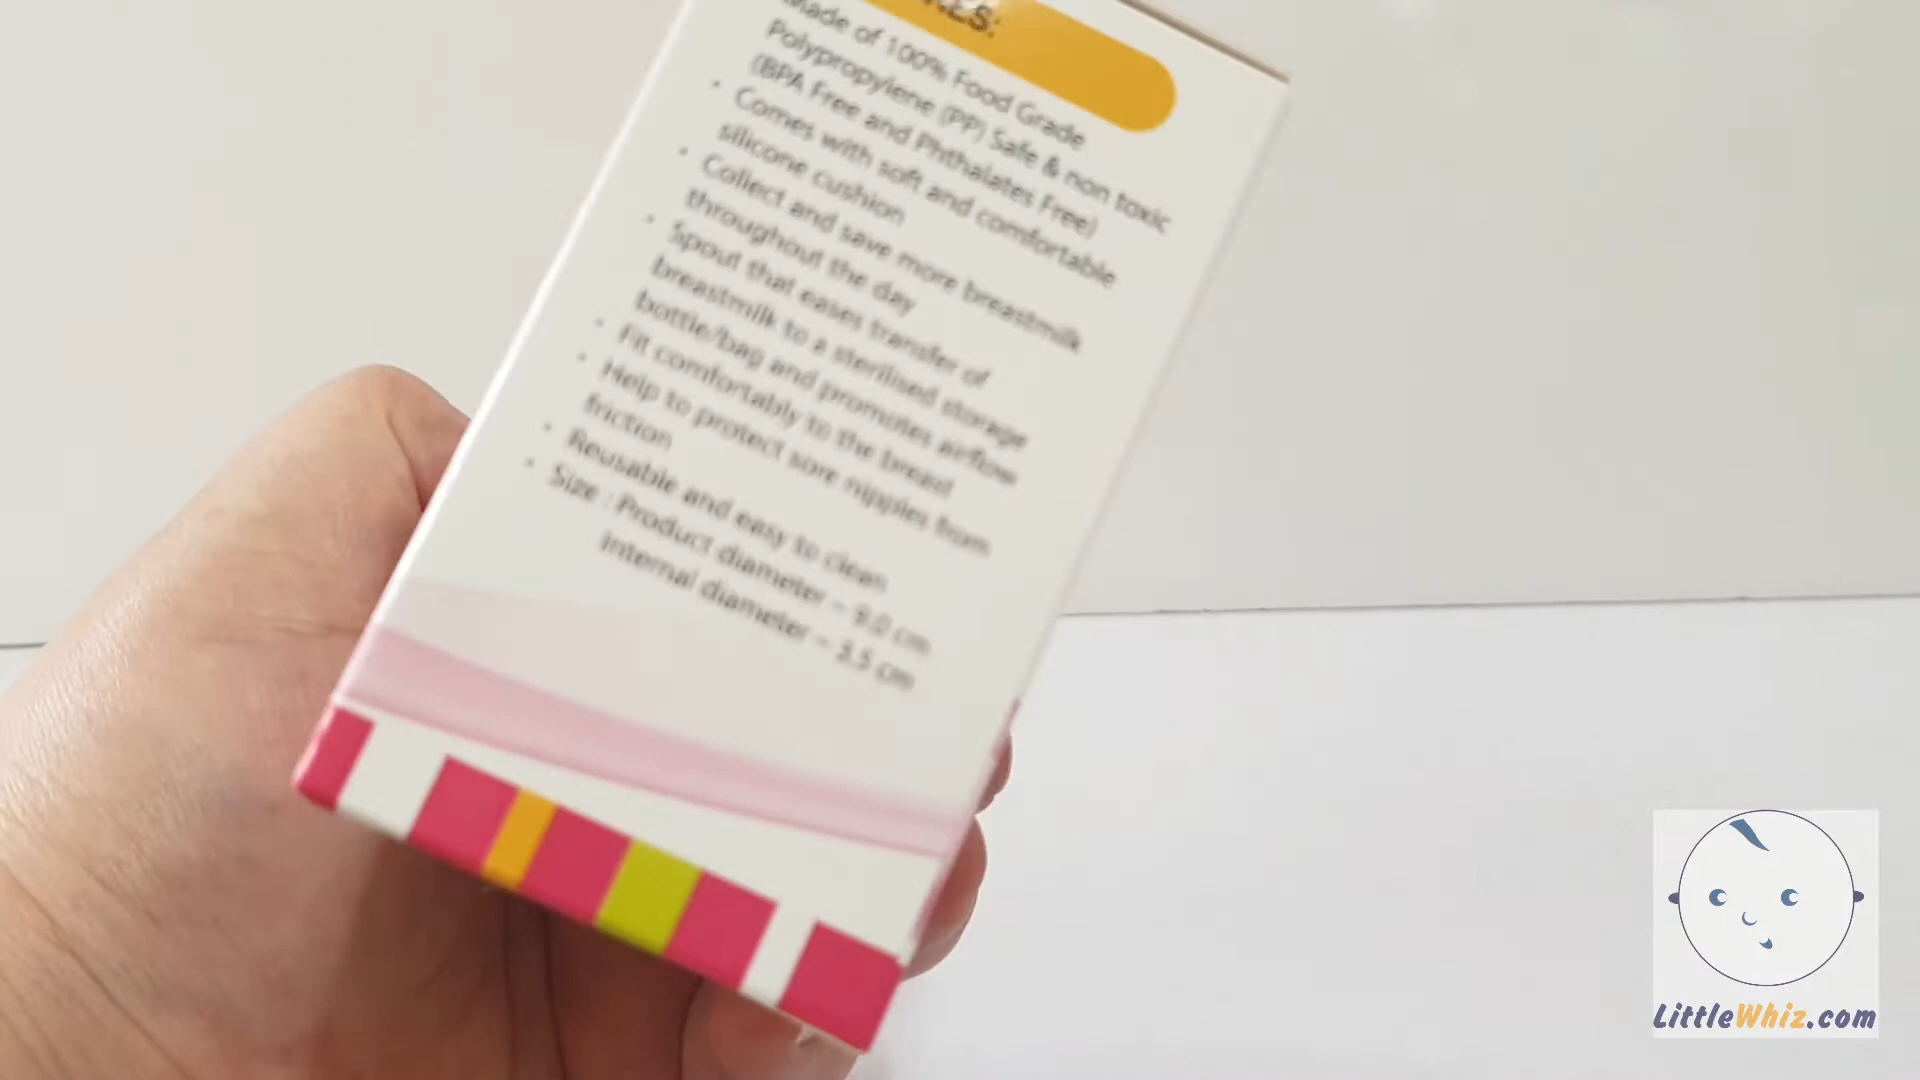 Made of 100% Food Grade
Polypropylene (PP) Safe & non toxic
(BPA Free and Phthalates Free)
• Comes with soft and comfortable
silicone cushion
• Collect and save more breastmilk
throughout the day
• Spout that eases transfer of
breastmilk to a sterilised storage
bottle/bag and promotes airflow
• Fit comfortably to the breast
• Help to protect sore nipples from
friction
• Reusable and easy to clean
• Size : Product diameter – 9.0 cm
Internal diameter – 3.5 cm
LittleWhiz.com